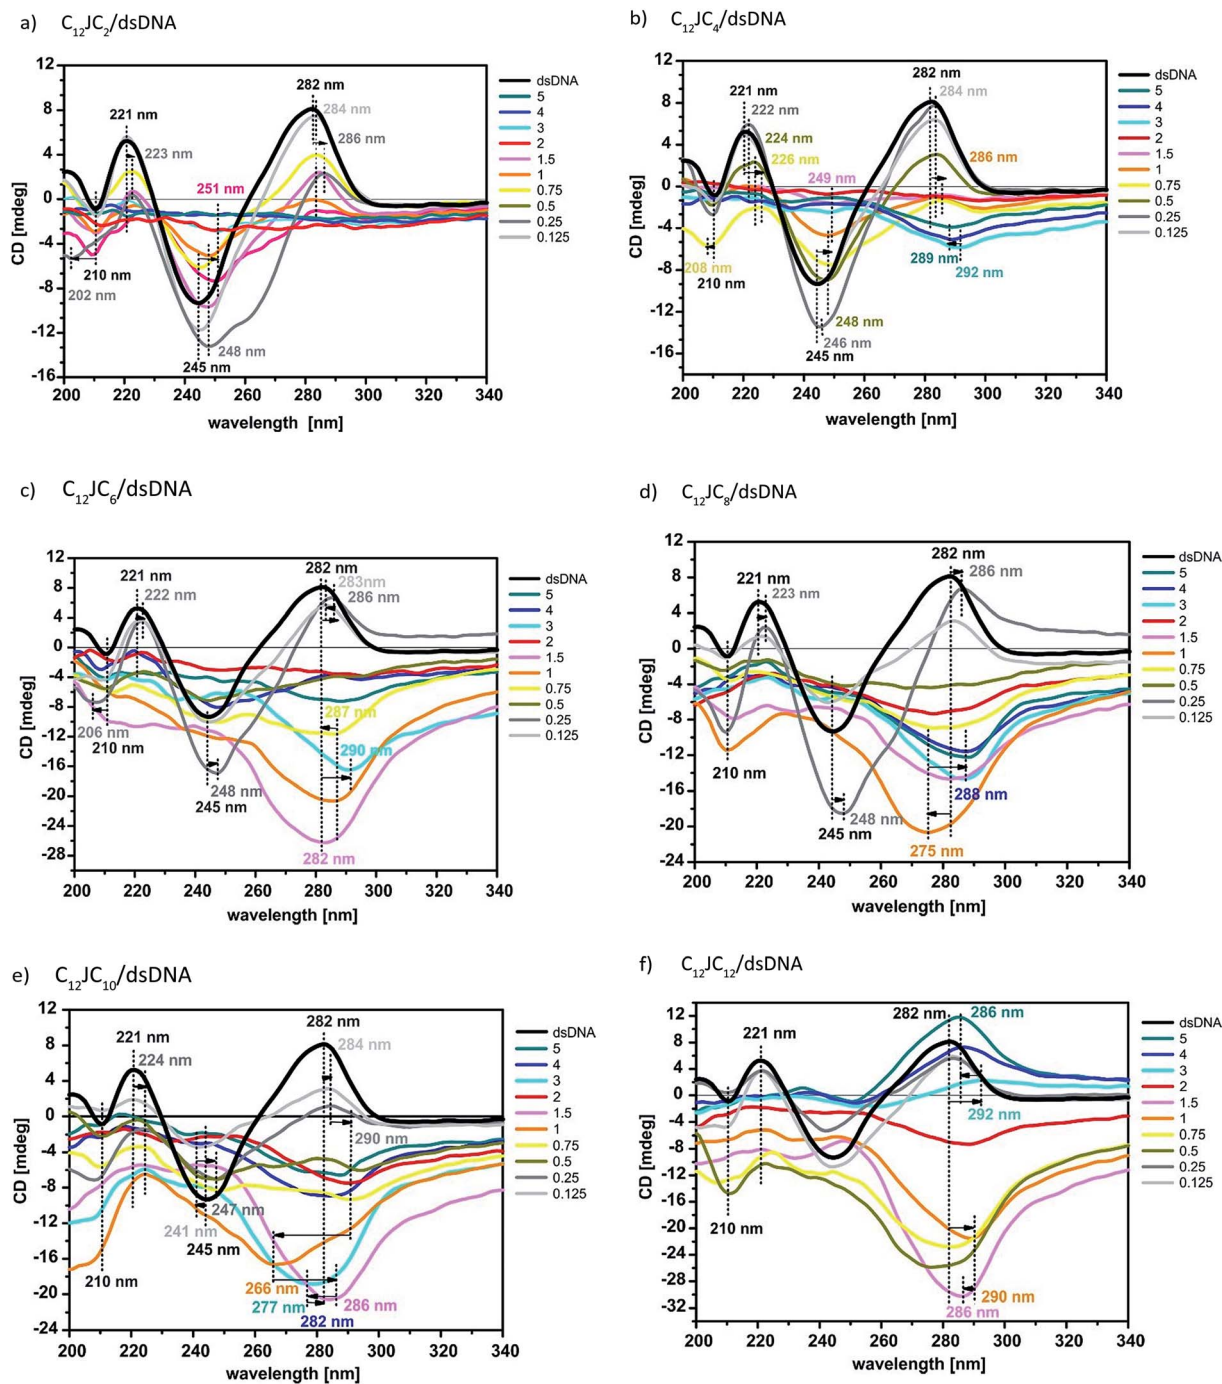 a) C₁₂JC₂/dsDNA
12
8
4
0
-4
-8
-12
-16
CD [mdeg]
221 nm
223 nm
282 nm
284 nm
286 nm
251 nm
210 nm
202 nm
248 nm
245 nm
200 220 240 260 280 300 320 340
wavelength [nm]
dsDNA
5
4
3
2
1.5
1
0.75
0.5
0.25
0.125
b) C₁₂JC₄/dsDNA
12
8
4
0
-4
-8
-12
-16
CD [mdeg]
282 nm
284 nm
221 nm
222 nm
224 nm
226 nm
249 nm
286 nm
208 nm
210 nm
289 nm
292 nm
248 nm
246 nm
245 nm
200 220 240 260 280 300 320 340
wavelength [nm]
dsDNA
5
4
3
2
1.5
1
0.75
0.5
0.25
0.125
c) C₁₂JC₆/dsDNA
12
8
4
0
-4
-8
-12
-16
-20
-24
-28
CD [mdeg]
221 nm
222 nm
282 nm
283nm
286 nm
287 nm
290 nm
206 nm
210 nm
248 nm
245 nm
282 nm
200 220 240 260 280 300 320 340
wavelength [nm]
dsDNA
5
4
3
2
1.5
1
0.75
0.5
0.25
0.125
d) C₁₂JC₈/dsDNA
12
8
4
0
-4
-8
-12
-16
-20
-24
CD [mdeg]
282 nm
286 nm
221 nm
223 nm
210 nm
288 nm
248 nm
245 nm
275 nm
200 220 240 260 280 300 320 340
wavelength [nm]
dsDNA
5
4
3
2
1.5
1
0.75
0.5
0.25
0.125
e) C₁₂JC₁₀/dsDNA
12
8
4
0
-4
-8
-12
-16
-20
-24
CD [mdeg]
282 nm
221 nm
284 nm
224 nm
290 nm
247 nm
241 nm
245 nm
210 nm
266 nm
277 nm
286 nm
282 nm
200 220 240 260 280 300 320 340
wavelength [nm]
dsDNA
5
4
3
2
1.5
1
0.75
0.5
0.25
0.125
f) C₁₂JC₁₂/dsDNA
12
8
4
0
-4
-8
-12
-16
-20
-24
-28
-32
CD [mdeg]
282 nm
286 nm
221 nm
292 nm
210 nm
290 nm
286 nm
200 220 240 260 280 300 320 340
wavelength [nm]
dsDNA
5
4
3
2
1.5
1
0.75
0.5
0.25
0.125